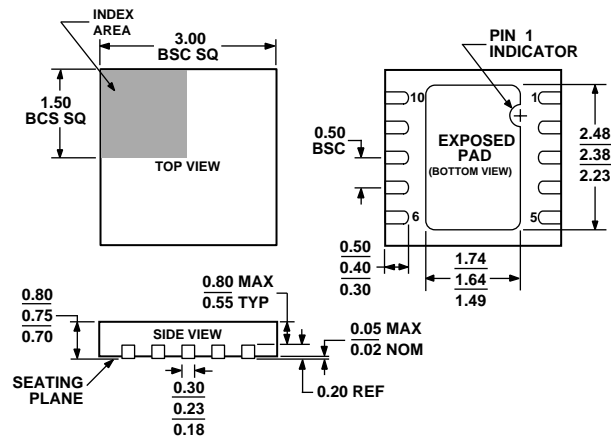 INDEX
AREA
3.00
BSC SQ
1.50
BCS SQ
TOP VIEW
PIN 1
INDICATOR
10
1
0.50
BSC
EXPOSED
PAD
(BOTTOM VIEW)
2.48
2.38
2.23
6
5
0.50
0.40
0.30
1.74
1.64
1.49
0.80
0.75
0.70
0.80 MAX
0.55 TYP
SIDE VIEW
0.05 MAX
0.02 NOM
SEATING
PLANE
0.30
0.23
0.18
0.20 REF